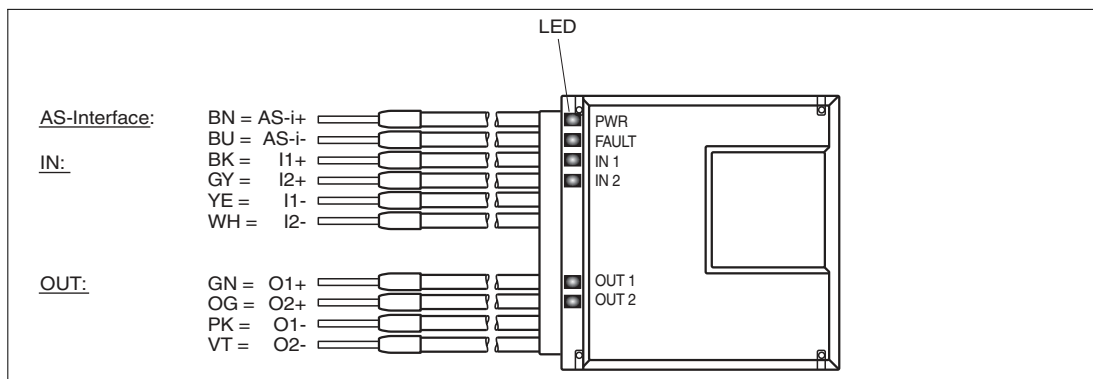 LED
AS-Interface:
BN = AS-i+
BU = AS-i-
IN:
BK = I1+
GY = I2+
YE = I1-
WH = I2-
OUT:
GN = O1+
OG = O2+
PK = O1-
VT = O2-
PWR
FAULT
IN 1
IN 2
OUT 1
OUT 2